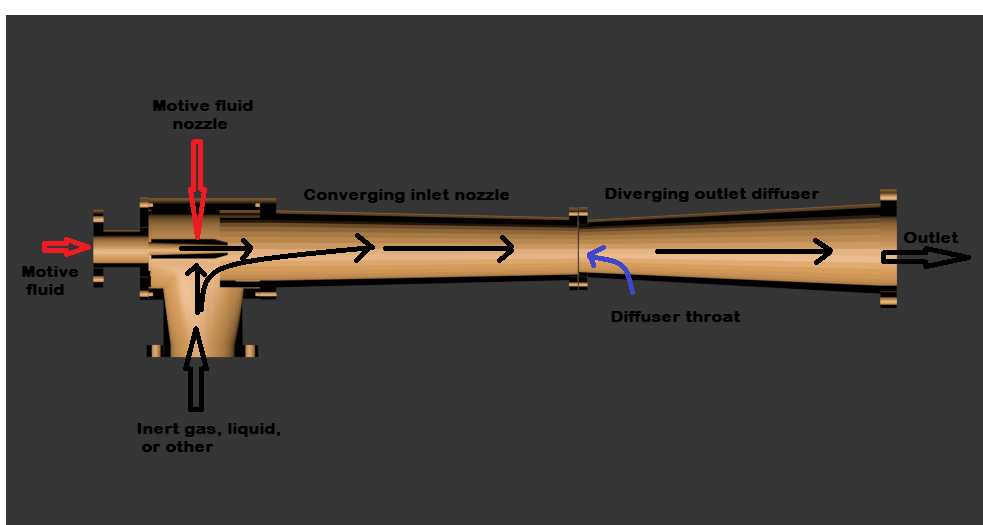 Motive fluid
nozzle
Converging inlet nozzle
Diverging outlet diffuser
Outlet
Motive
fluid
Diffuser throat
Inert gas, liquid,
or other